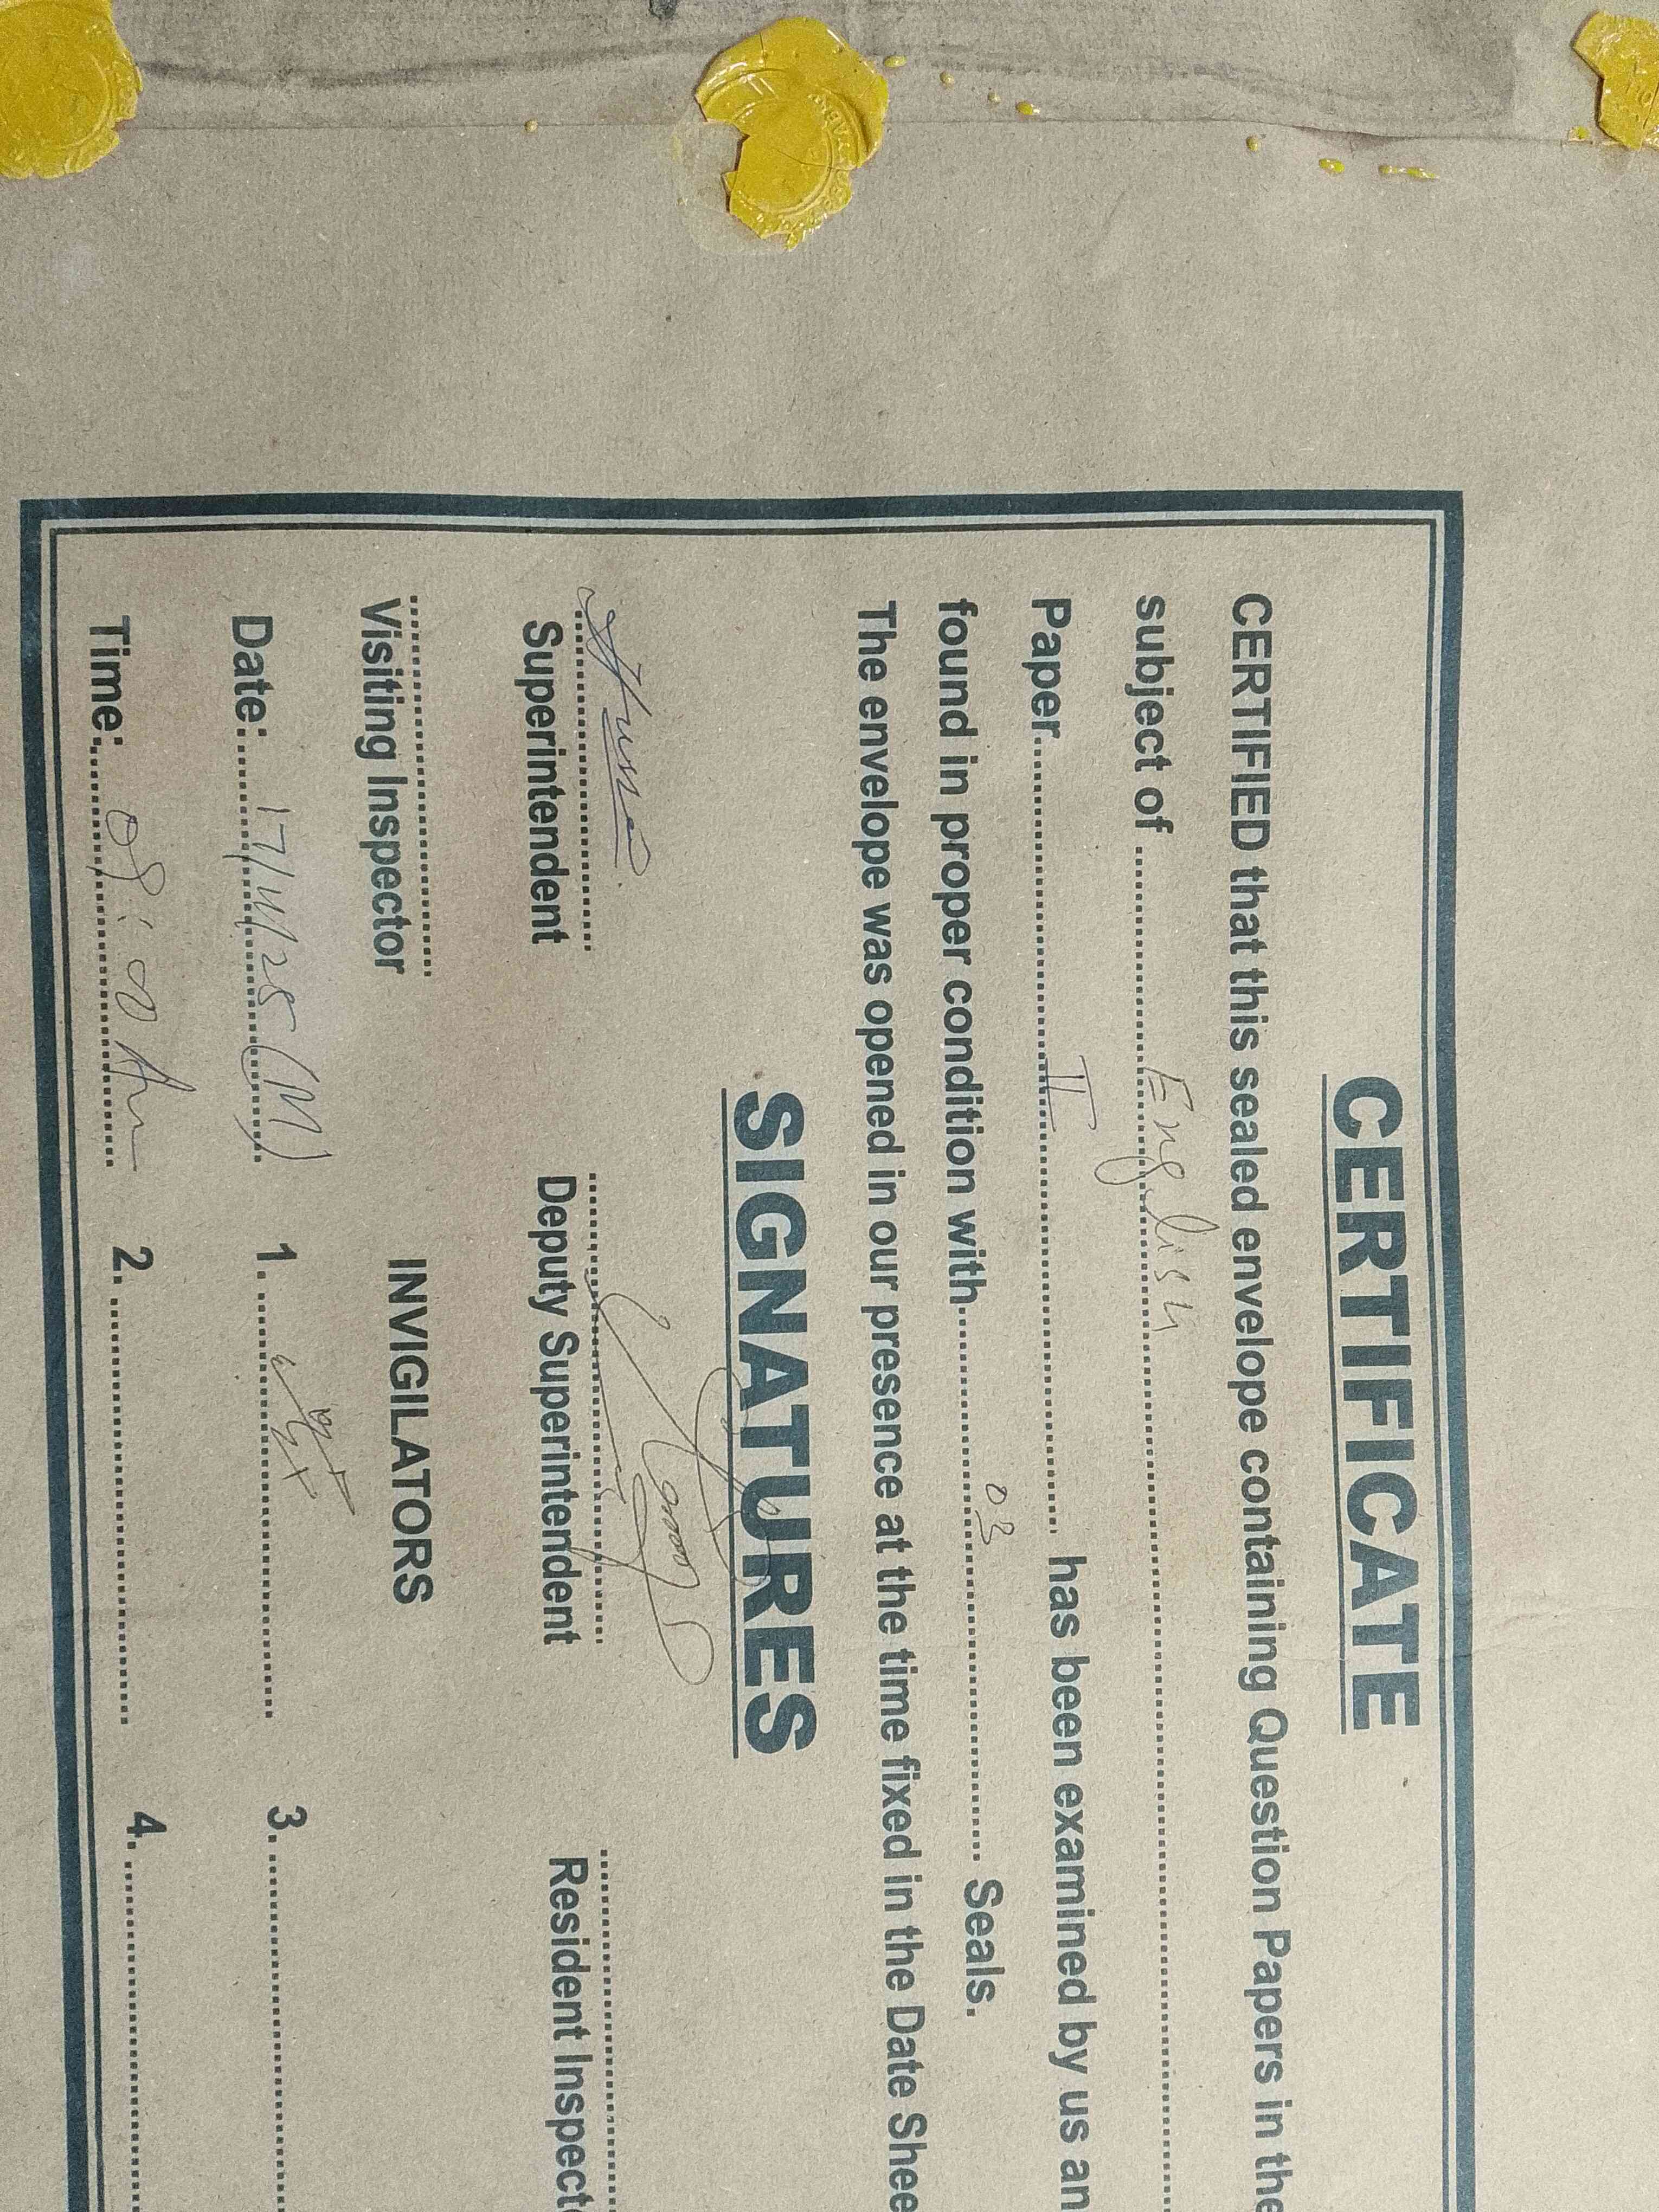 CERTIFICATE
CERTIFIED that this sealed envelope containing Question Papers in the
subject of English
Paper II has been examined by us an
found in proper condition with 03 Seals.
The envelope was opened in our presence at the time fixed in the Date Shee
SIGNATURES
Superintendent Deputy Superintendent Resident Inspect
Visiting Inspector INVIGILATORS
Date: 17/11/25 (M) 1. 3.
Time: 08:00 Am 2. 4.